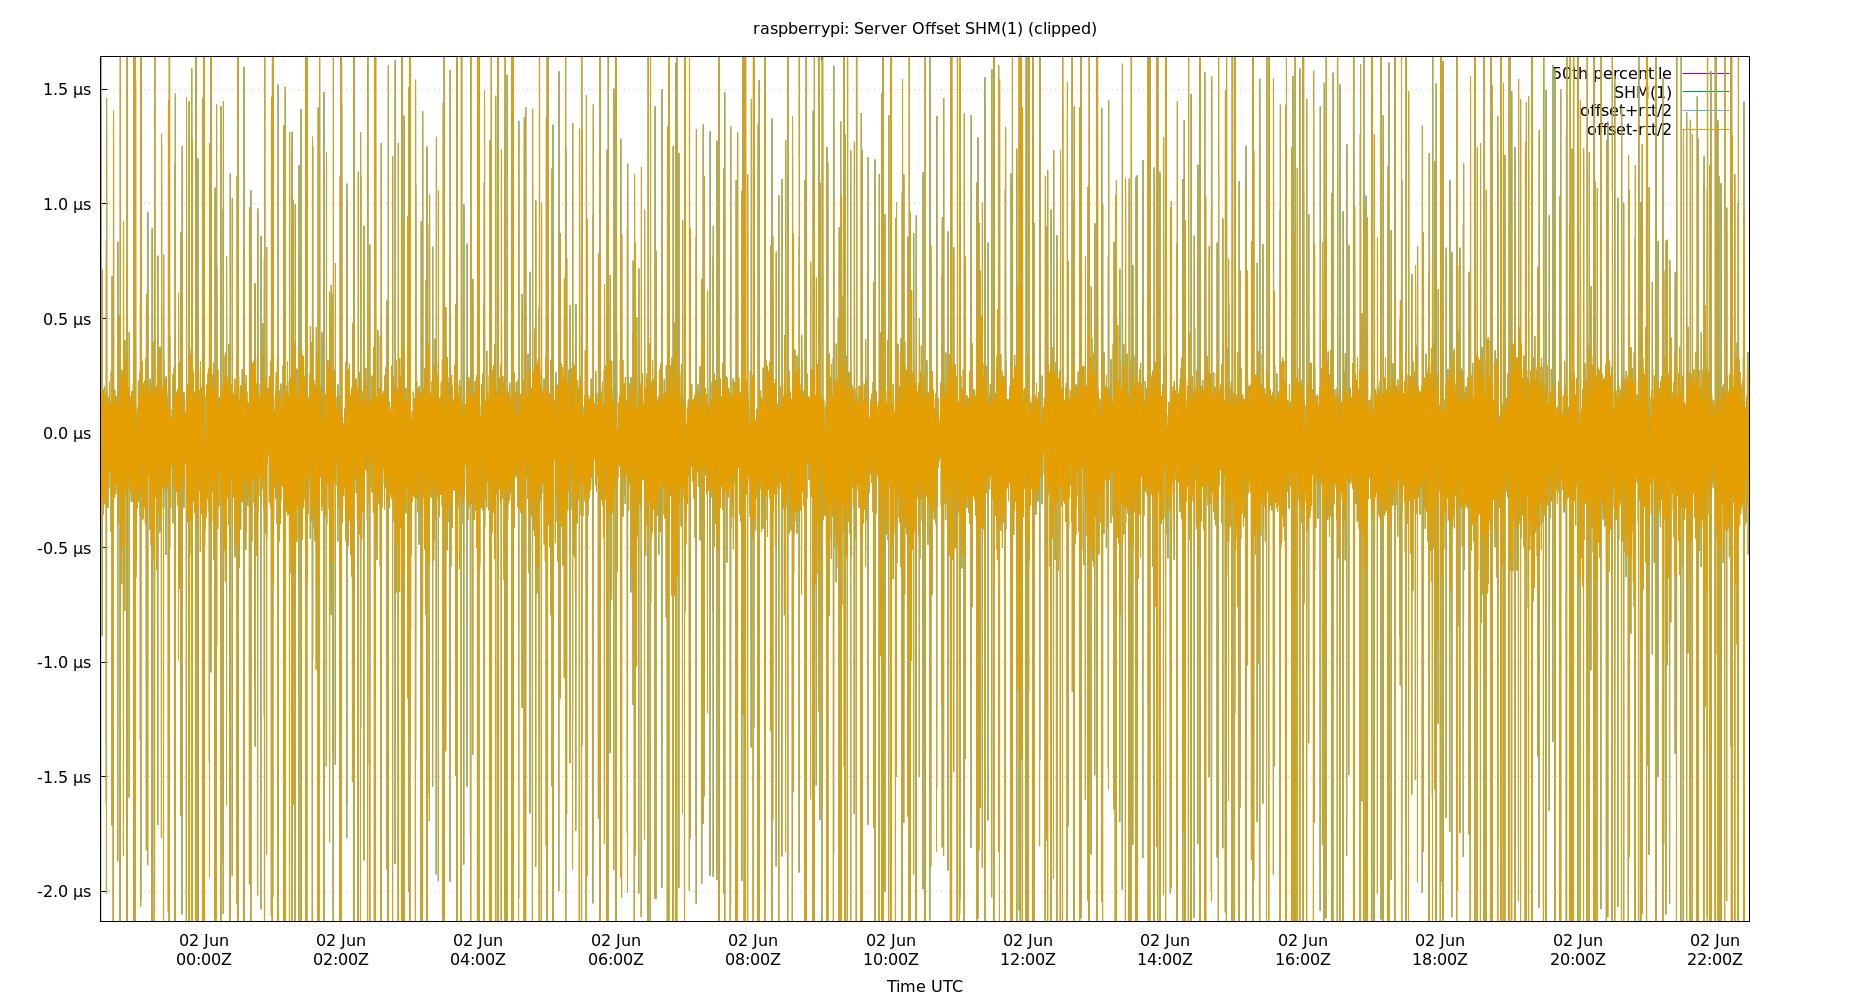 raspberrypi: Server Offset SHM(1) (clipped)
50th percentile
SHM(1)
offset+rtt/2
offset-rtt/2
1.5 µs
1.0 µs
0.5 µs
0.0 µs
-0.5 µs
-1.0 µs
-1.5 µs
-2.0 µs
02 Jun 02 Jun 02 Jun 02 Jun 02 Jun 02 Jun 02 Jun 02 Jun 02 Jun 02 Jun 02 Jun 02 Jun
00:00Z 02:00Z 04:00Z 06:00Z 08:00Z 10:00Z 12:00Z 14:00Z 16:00Z 18:00Z 20:00Z 22:00Z
Time UTC